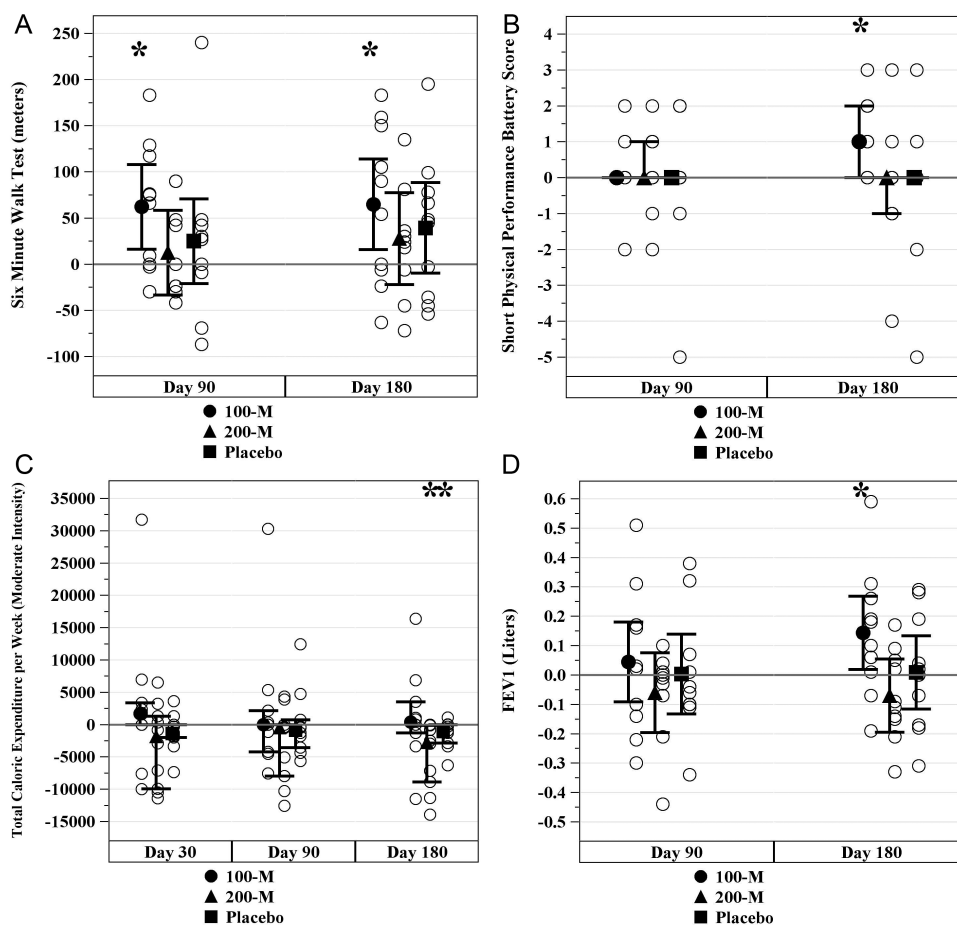 A
Six Minute Walk Test (meters)
250
200
150
100
50
0
-50
-100
*
*
Day 90
Day 180
100-M
200-M
Placebo
B
Short Physical Performance Battery Score
4
3
2
1
0
-1
-2
-3
-4
-5
*
Day 90
Day 180
100-M
200-M
Placebo
C
Total Caloric Expenditure per Week (Moderate Intensity)
35000
30000
25000
20000
15000
10000
5000
0
-5000
-10000
-15000
**
Day 30
Day 90
Day 180
100-M
200-M
Placebo
D
FEV1 (Liters)
0.6
0.5
0.4
0.3
0.2
0.1
0.0
-0.1
-0.2
-0.3
-0.4
-0.5
*
Day 90
Day 180
100-M
200-M
Placebo